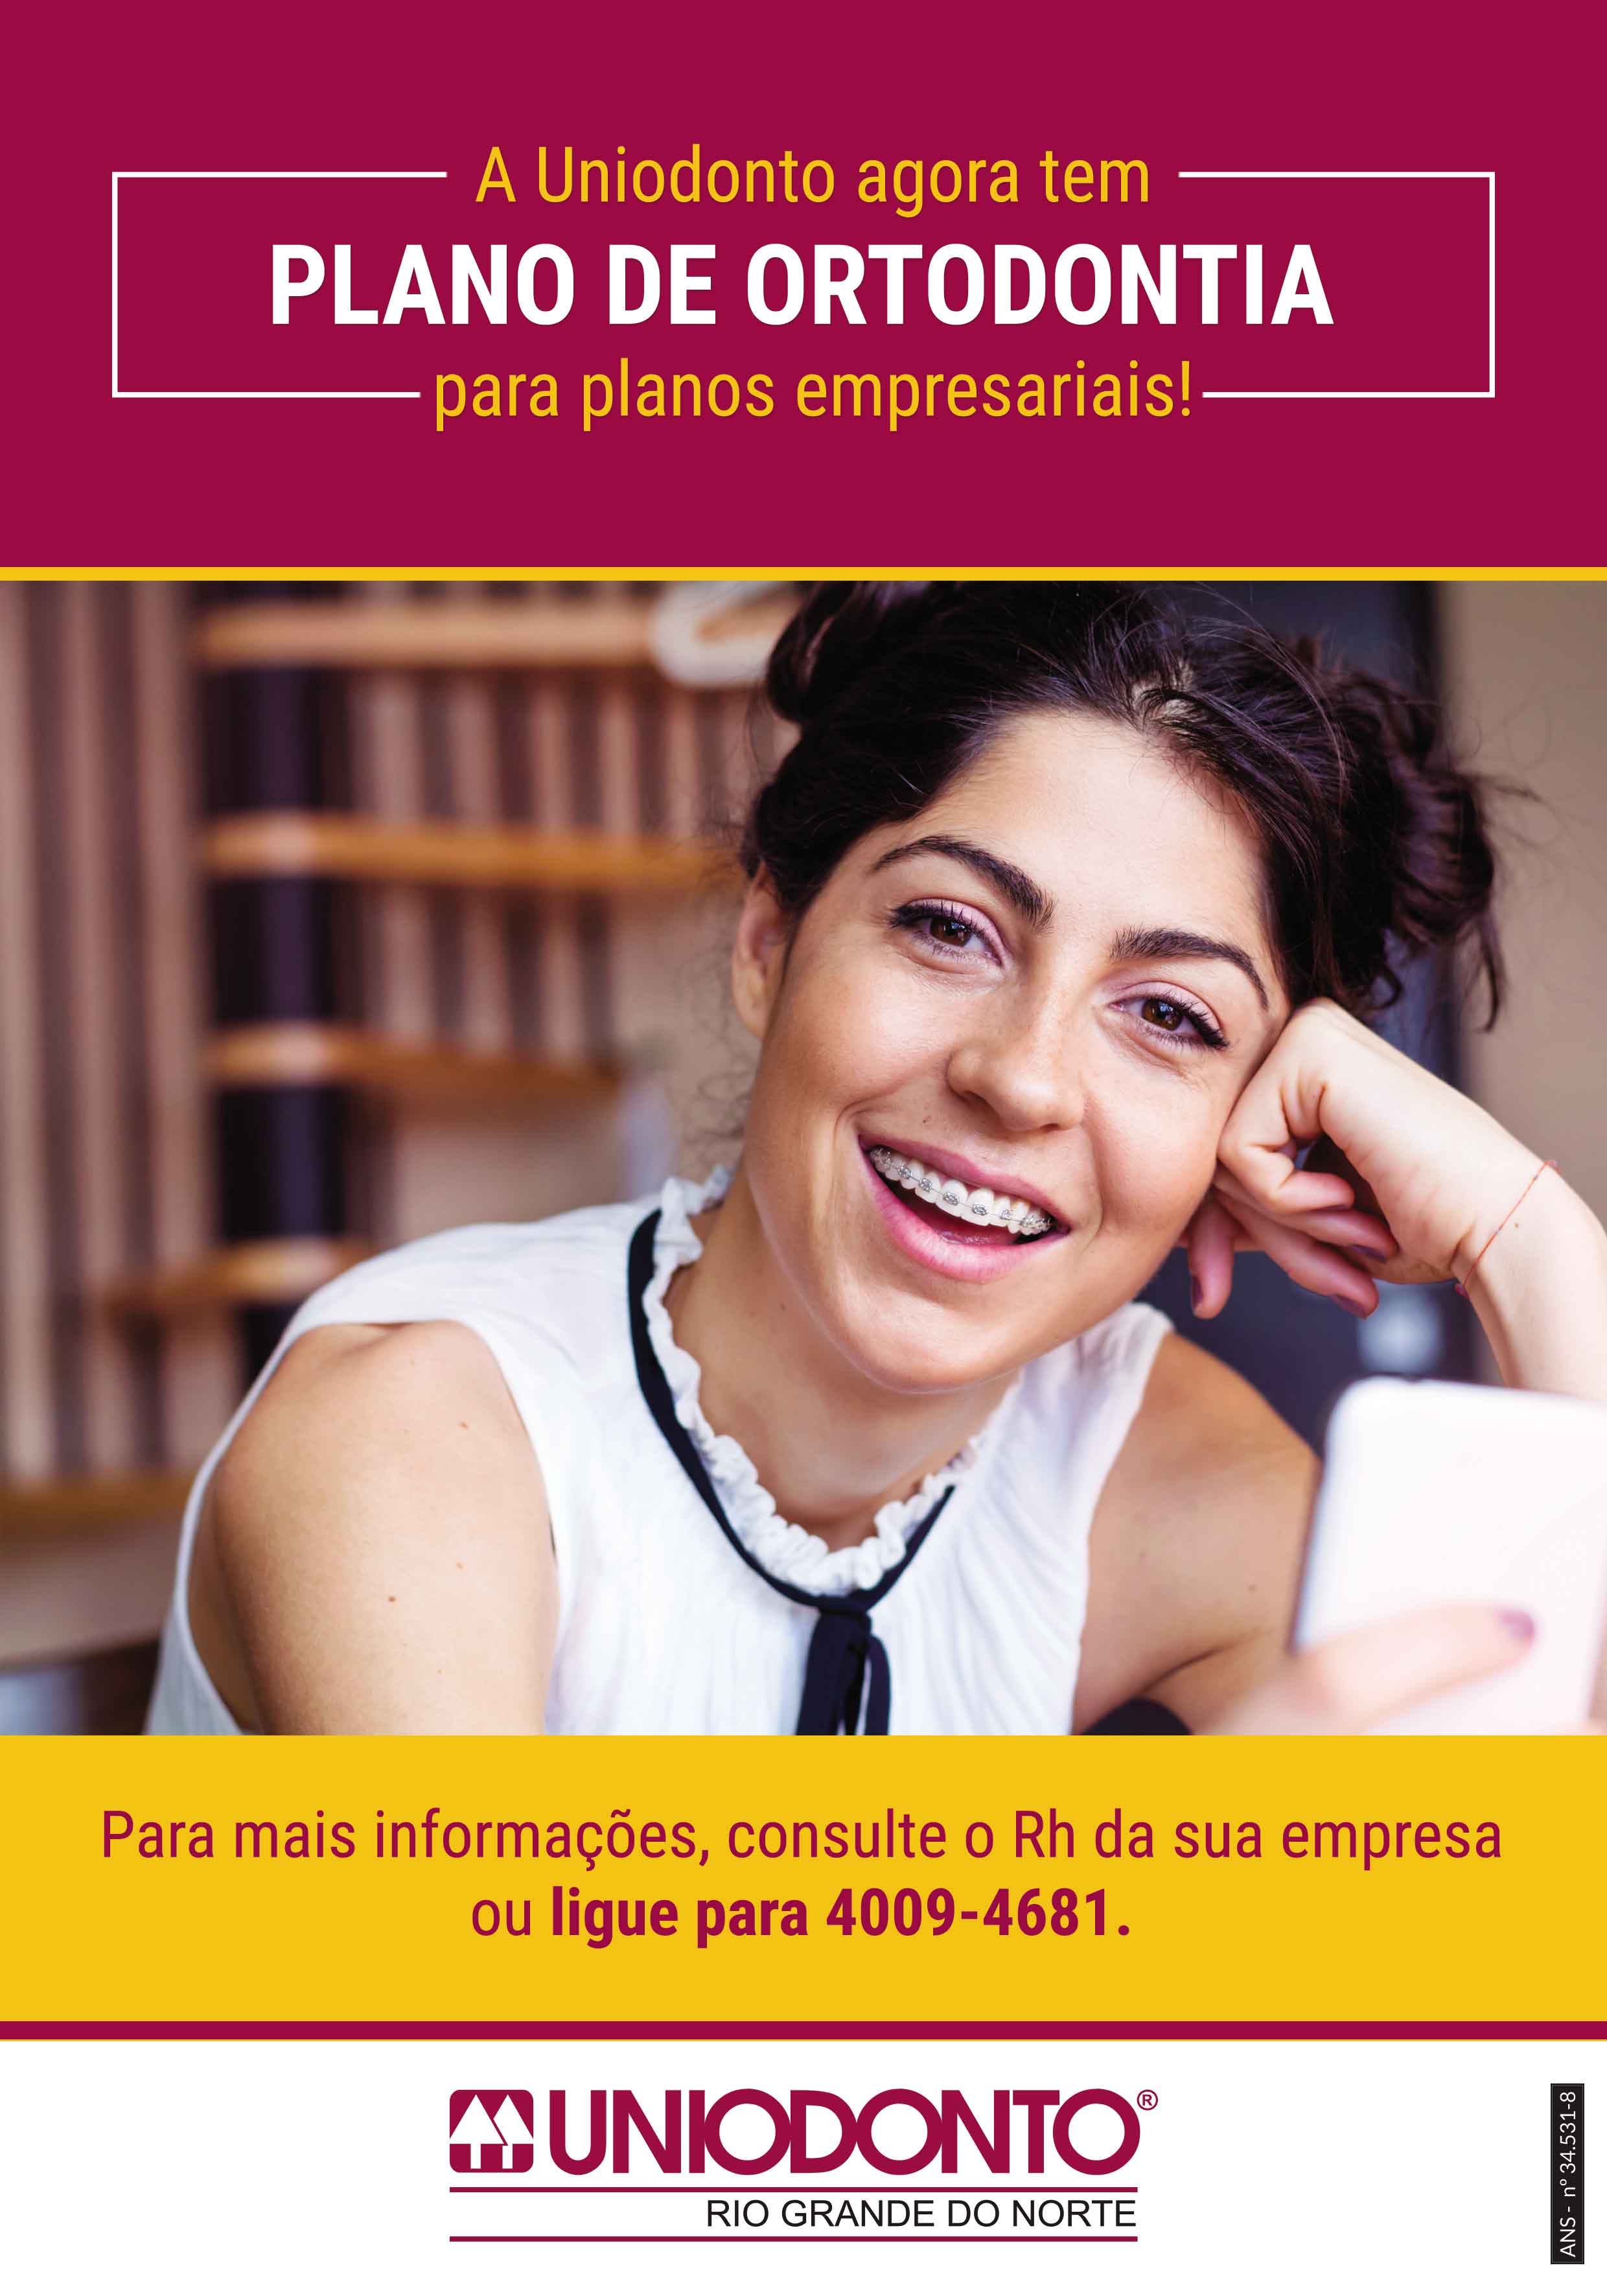 A Uniodonto agora tem
PLANO DE ORTODONTIA
para planos empresariais!
Para mais informações, consulte o Rh da sua empresa
ou ligue para 4009-4681.
UNIODONTO®
RIO GRANDE DO NORTE
ANS - nº 34.531-8